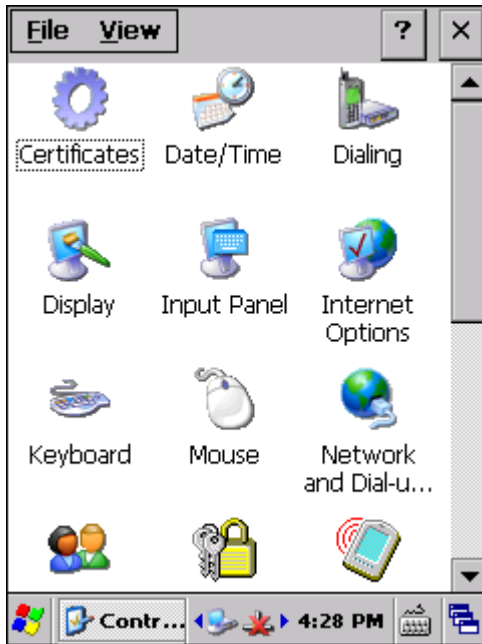 File View ? ×
Certificates Date/Time Dialing
Display Input Panel Internet
Options
Keyboard Mouse Network
and Dial-u...
Contr... 4:28 PM